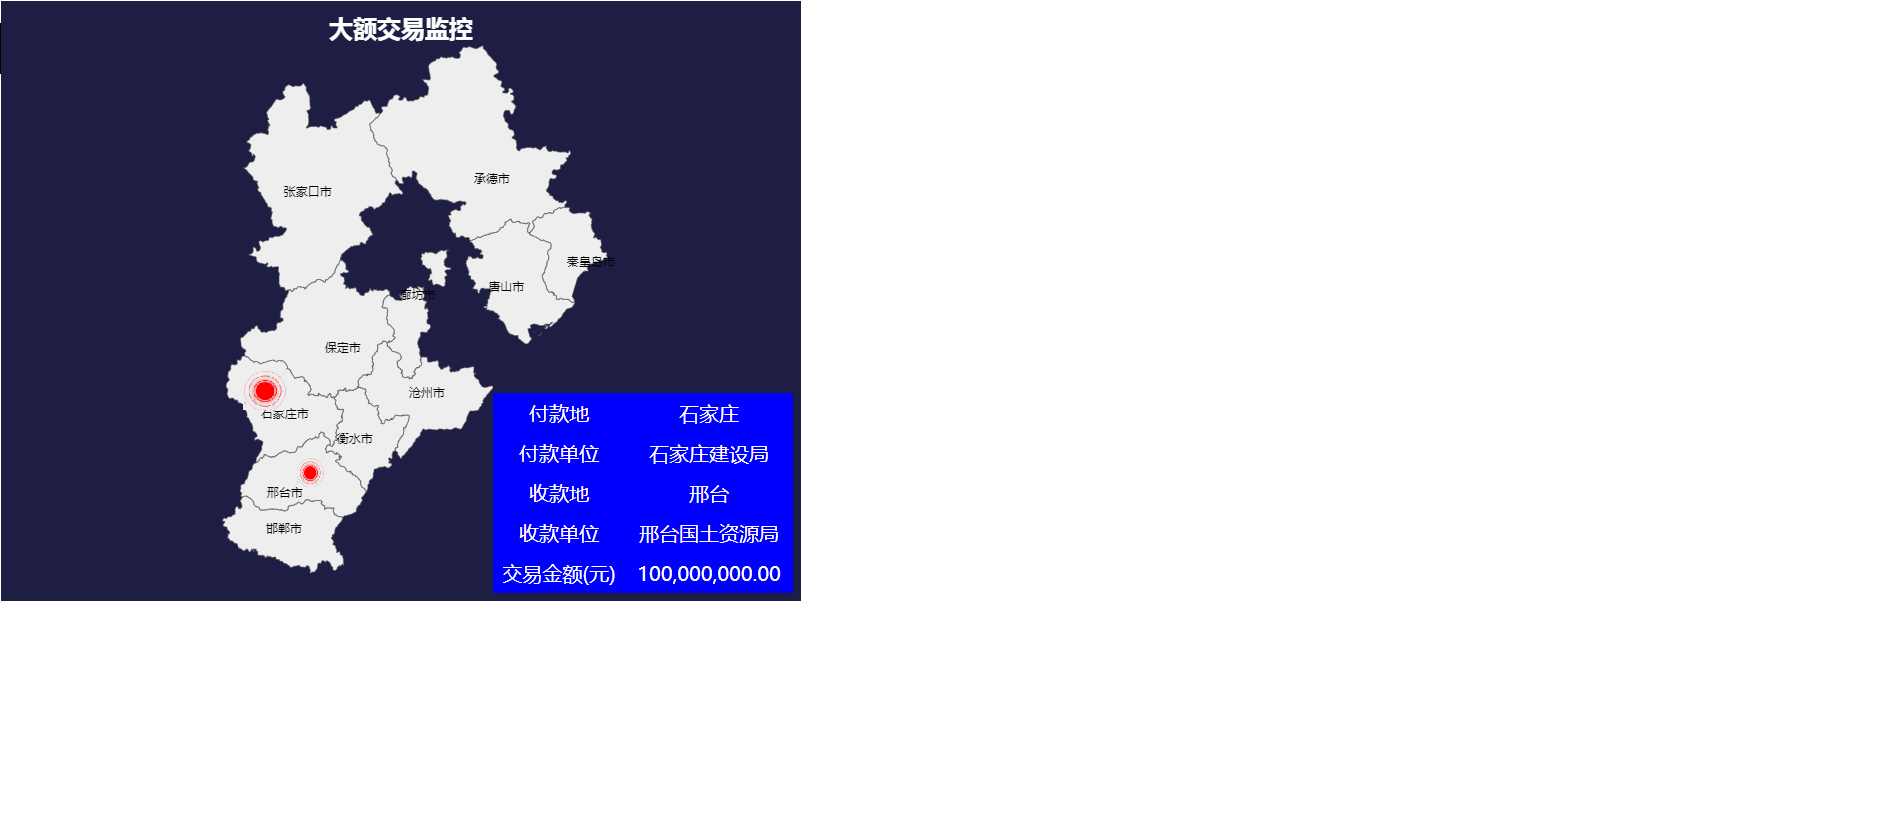 大额交易监控
张家口市
承德市
秦皇岛市
唐山市
廊坊市
保定市
沧州市
石家庄市
衡水市
邢台市
邯郸市
付款地 石家庄
付款单位 石家庄建设局
收款地 邢台
收款单位 邢台国土资源局
交易金额(元) 100,000,000.00